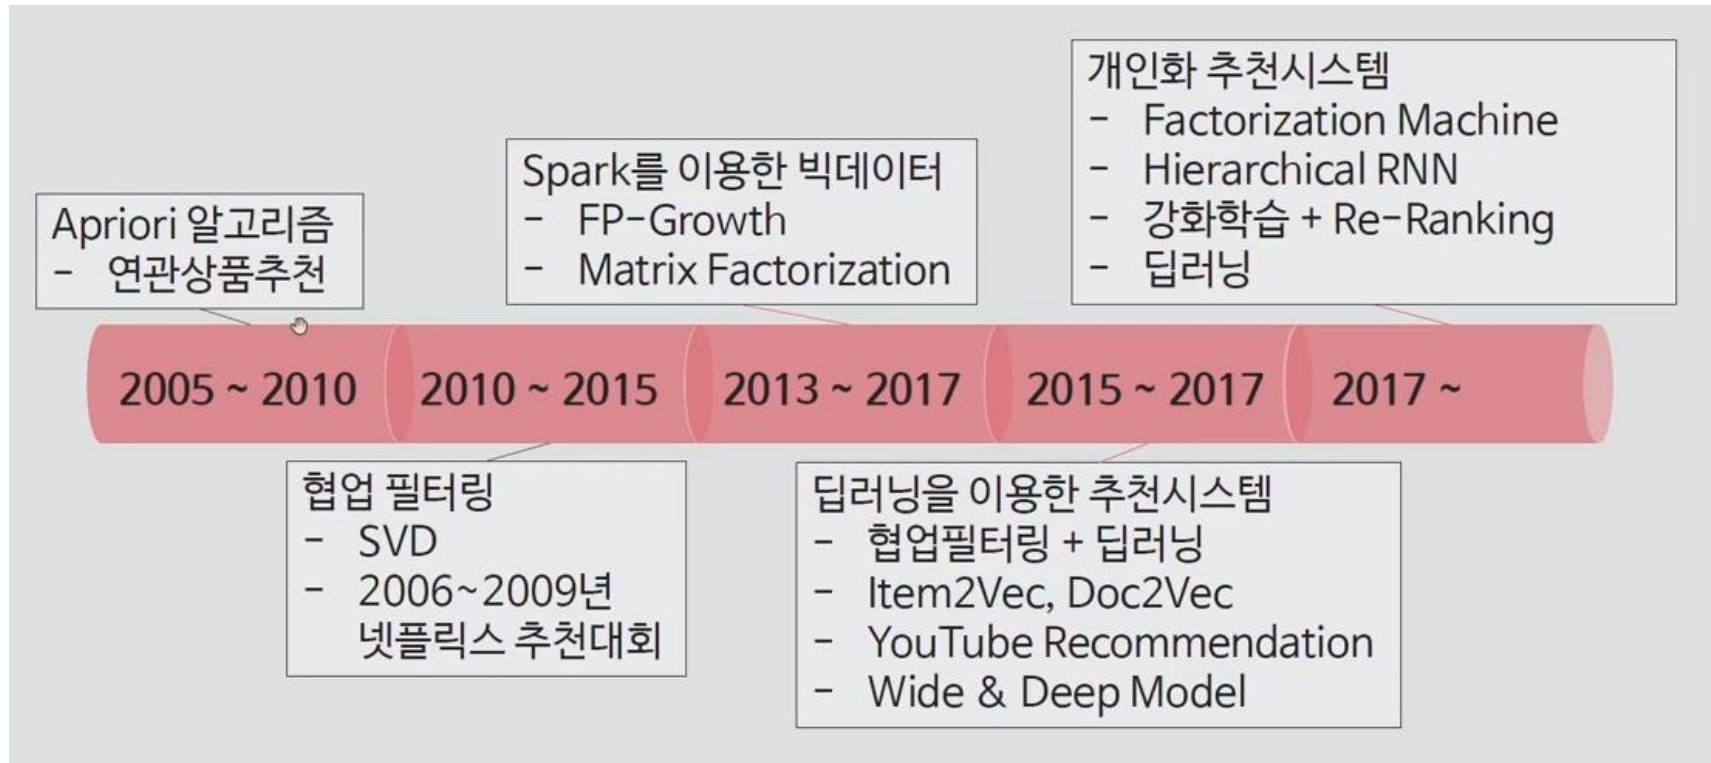 Apriori 알고리즘
- 연관상품추천
Spark를 이용한 빅데이터
- FP-Growth
- Matrix Factorization
개인화 추천시스템
- Factorization Machine
- Hierarchical RNN
- 강화학습 + Re-Ranking
- 딥러닝
2005 ~ 2010
2010 ~ 2015
2013 ~ 2017
2015 ~ 2017
2017 ~
협업 필터링
- SVD
- 2006~2009년
넷플릭스 추천대회
딥러닝을 이용한 추천시스템
- 협업필터링 + 딥러닝
- Item2Vec, Doc2Vec
- YouTube Recommendation
- Wide & Deep Model